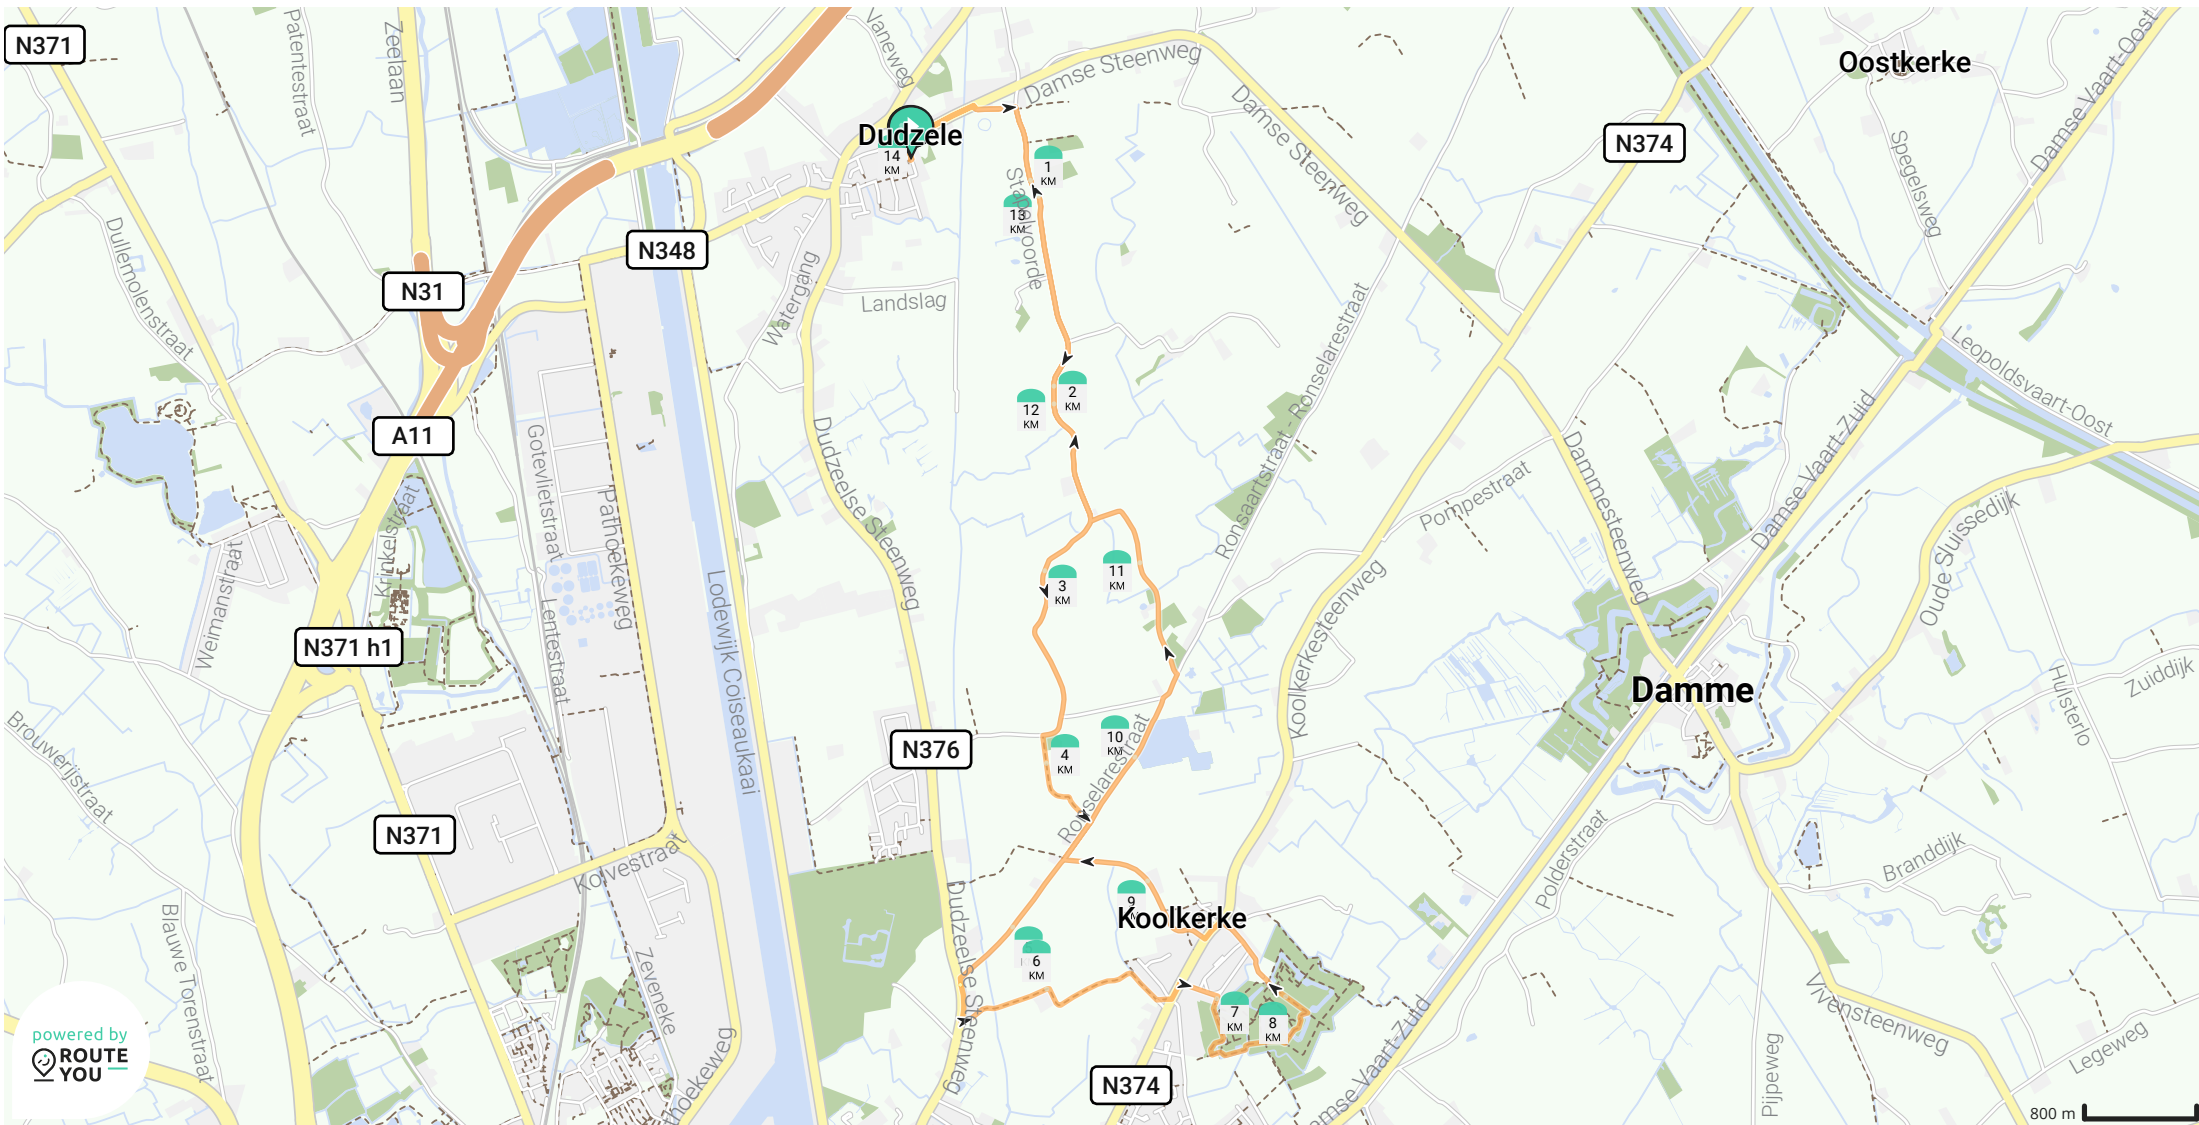 N371
Patentestraat
Zeelaan
Vaneweg
Damse Steenweg
Oostkerke
Damse Vaart-Oost
Dudzele
14
KM
Damse Steenweg
N374
Spegelsweg
1
KM
Stapelvoorde
13
KM
Dullemolenstraat
N348
N31
Watergang
Landslag
Ronsaartstraat - Ronselarestraat
Leopoldsvaart-Oost
2
KM
12
KM
A11
Gotevlietstraat
Dudzeelse Steenweg
Dammesteenweg
Damse Vaart-Zuid
Pompestraat
Krinkelstraat
Pathoekeweg
Oude Sluissedijk
Weimanstraat
Lentestraat
Lodewijk Coiseaukaai
3
KM
11
KM
Koolkerkesteenweg
N371 h1
Damme
Hulsterlo
Zuiddijk
Brouwerijstraat
N376
4
KM
10
KM
Ronselarestraat
N371
Kolvestraat
Polderstraat
Branddijk
9
Koolkerke
Blauwe Torenstraat
Zeveneke
Dudzeelse Steenweg
6
KM
7
KM
8
KM
Vivensteenweg
Damse Vaart-Zuid
Pijpeweg
Legeweg
powered by
ROUTE
YOU
N374
800 m